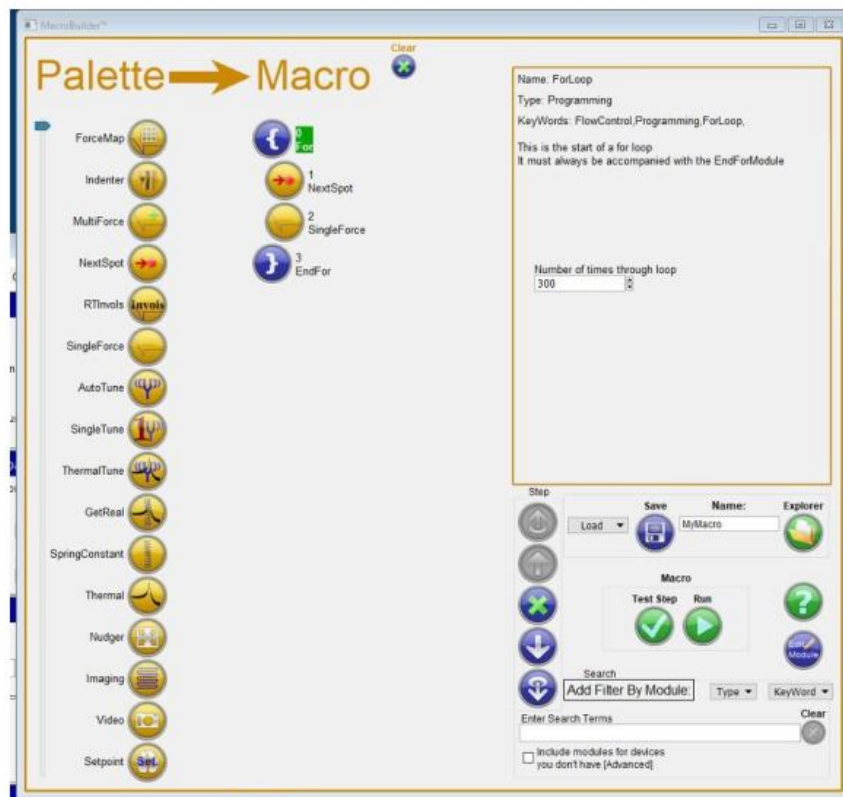 MacroBuilder™
Clear
Palette Macro
ForceMap
Indenter
MultiForce
NextSpot
RTInvols Invols
SingleForce
AutoTune
SingleTune 1
ThermalTune
GetReal
SpringConstant
Thermal
Nudger
Imaging
Video
Setpoint Set
{ 0
For
1
NextSpot
2
SingleForce
} 3
EndFor
Name: ForLoop
Type: Programming
KeyWords: FlowControl,Programming,ForLoop,
This is the start of a for loop
It must always be accompanied with the EndForModule
Number of times through loop
300
Step
Load
Save
Name:
MyMacro
Explorer
Macro
Test Step Run
?
Edit
Module
Search
Add Filter By Module:
Type
KeyWord
Enter Search Terms
Clear
Include modules for devices
you don't have [Advanced]